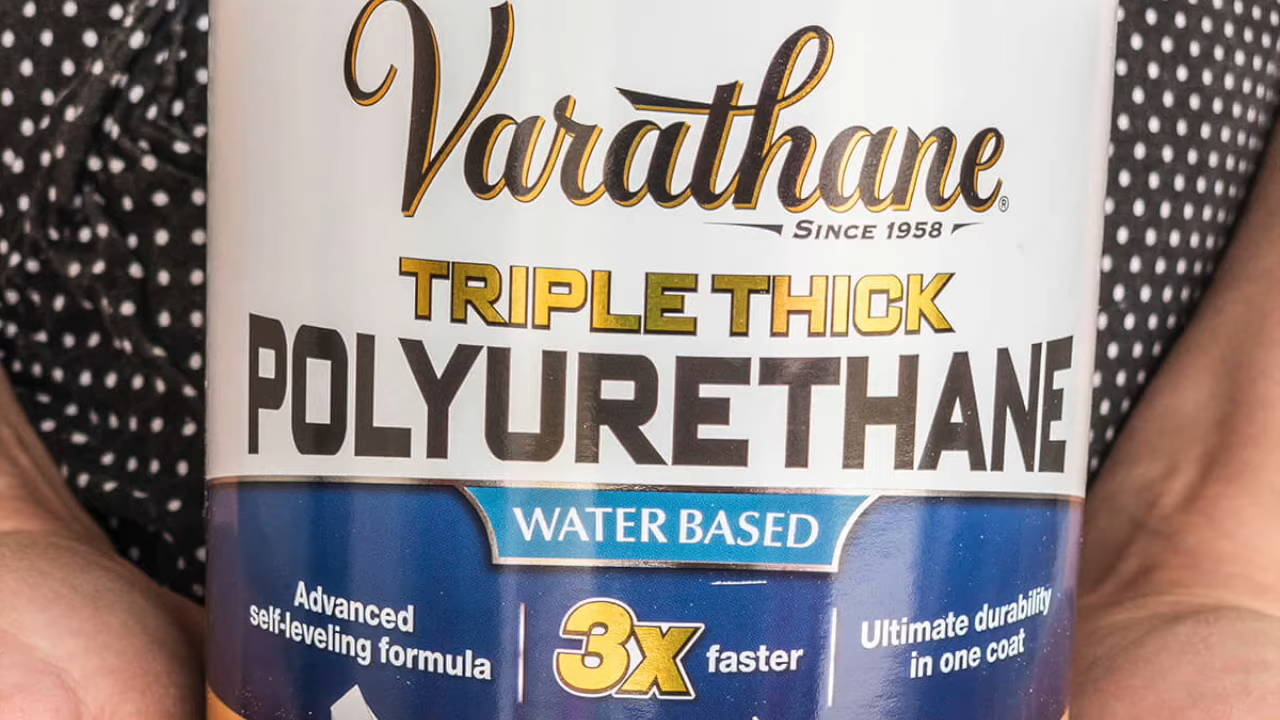 Varathane®
SINCE 1958
TRIPLE THICK
POLYURETHANE
WATER BASED
Advanced
self-leveling formula
3x faster
Ultimate durability
in one coat